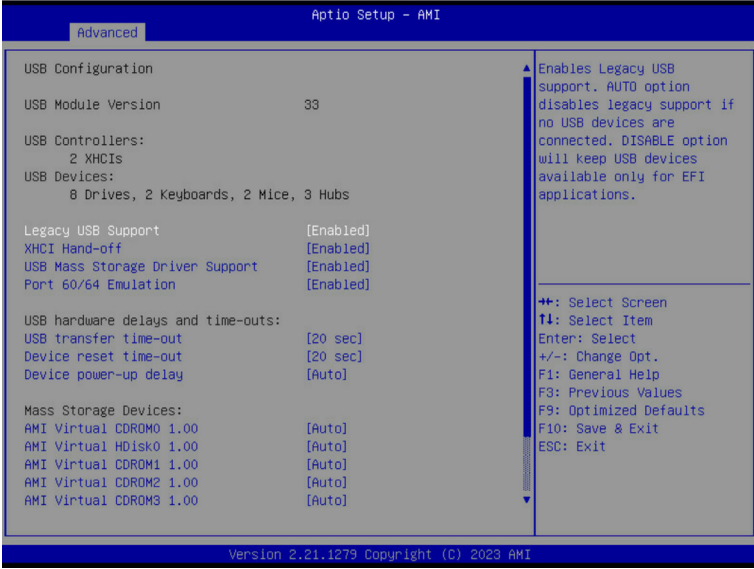 Aptio Setup - AMI
Advanced
USB Configuration
USB Module Version 33
USB Controllers:
2 XHCIs
USB Devices:
8 Drives, 2 Keyboards, 2 Mice, 3 Hubs
Legacy USB Support [Enabled]
XHCI Hand-off [Enabled]
USB Mass Storage Driver Support [Enabled]
Port 60/64 Emulation [Enabled]
USB hardware delays and time-outs:
USB transfer time-out [20 sec]
Device reset time-out [20 sec]
Device power-up delay [Auto]
Mass Storage Devices:
AMI Virtual CDROM0 1.00 [Auto]
AMI Virtual HDisk0 1.00 [Auto]
AMI Virtual CDROM1 1.00 [Auto]
AMI Virtual CDROM2 1.00 [Auto]
AMI Virtual CDROM3 1.00 [Auto]
Enables Legacy USB
support. AUTO option
disables legacy support if
no USB devices are
connected. DISABLE option
will keep USB devices
available only for EFI
applications.
→←: Select Screen
↑↓: Select Item
Enter: Select
+/-: Change Opt.
F1: General Help
F3: Previous Values
F9: Optimized Defaults
F10: Save & Exit
ESC: Exit
Version 2.21.1279 Copyright (C) 2023 AMI